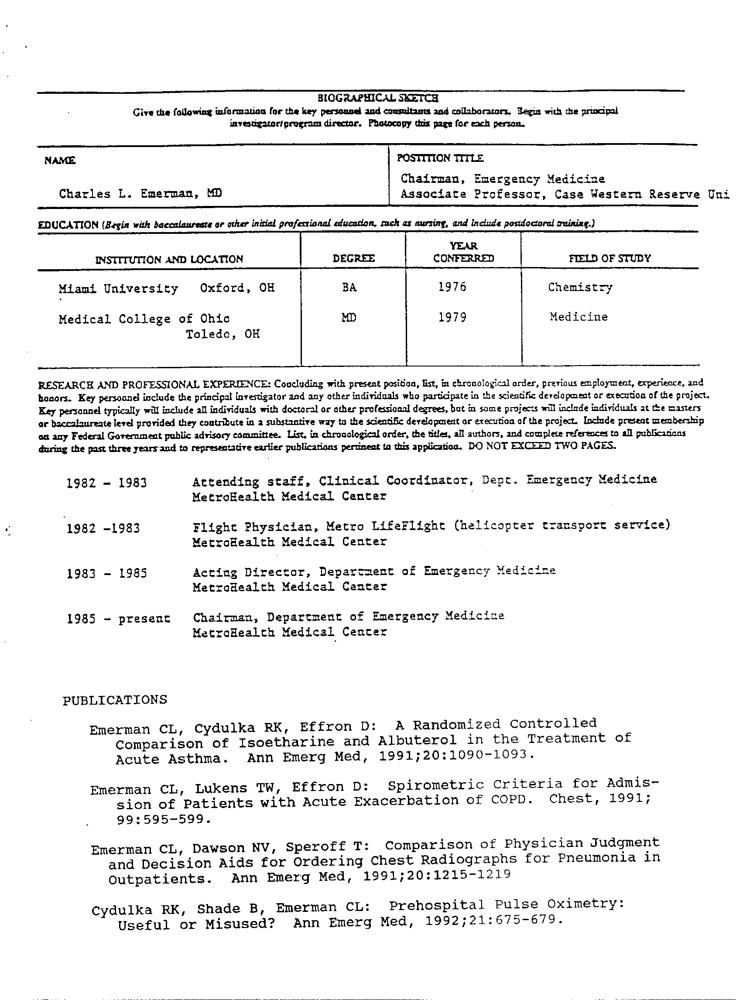 BIOGRAPHICAL SKETCH
Give the following information for the key personnel and consultants and collaborators. Begin with the principal
investigator/program director. Photocopy this page for each person.
NAME
POSTITION TITLE
Charles L. Emerman, MD
Chairman, Emergency Medicine
Associate Professor, Case Western Reserve Uni
EDUCATION (Begin with baccalaureate or other initial professional education, such as nursing, and include postdoctoral training.)
INSTITUTION AND LOCATION DEGREE YEAR CONFERRED FIELD OF STUDY
Miami University Oxford, OH BA 1976 Chemistry
Medical College of Ohio MD 1979 Medicine
Toledo, OH
RESEARCH AND PROFESSIONAL EXPERIENCE: Concluding with present position, list, in chronological order, previous employment, experience, and
honors. Key personnel include the principal investigator and any other individuals who participate in the scientific development or execution of the project.
Key personnel typically will include all individuals with doctoral or other professional degrees, but in some projects will include individuals at the masters
or baccalaureate level provided they contribute in a substantive way to the scientific development or execution of the project. Include present membership
on any Federal Government public advisory committee. List, in chronological order, the titles, all authors, and complete references to all publications
during the past three years and to representative earlier publications pertinent to this application. DO NOT EXCEED TWO PAGES.
1982 - 1983 Attending staff, Clinical Coordinator, Dept. Emergency Medicine
MetroHealth Medical Center
1982 -1983 Flight Physician, Metro LifeFlight (helicopter transport service)
MetroHealth Medical Center
1983 - 1985 Acting Director, Department of Emergency Medicine
MetroHealth Medical Center
1985 - present Chairman, Department of Emergency Medicine
MetroHealth Medical Center
PUBLICATIONS
Emerman CL, Cydulka RK, Effron D: A Randomized Controlled
Comparison of Isoetharine and Albuterol in the Treatment of
Acute Asthma. Ann Emerg Med, 1991;20:1090-1093.
Emerman CL, Lukens TW, Effron D: Spirometric Criteria for Admis-
sion of Patients with Acute Exacerbation of COPD. Chest, 1991;
99:595-599.
Emerman CL, Dawson NV, Speroff T: Comparison of Physician Judgment
and Decision Aids for Ordering Chest Radiographs for Pneumonia in
Outpatients. Ann Emerg Med, 1991;20:1215-1219
Cydulka RK, Shade B, Emerman CL: Prehospital Pulse Oximetry:
Useful or Misused? Ann Emerg Med, 1992;21:675-679.